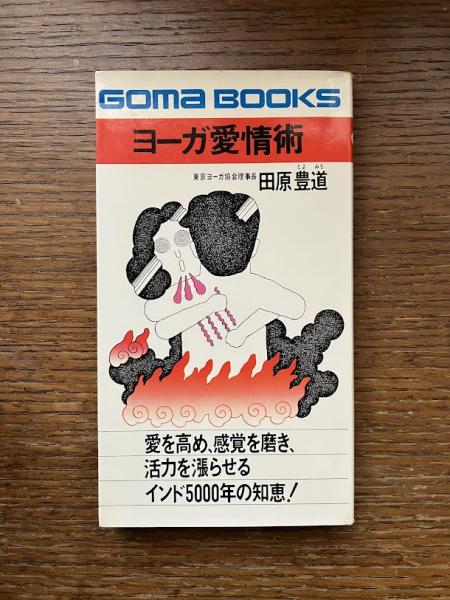 GOMA BOOKS
ヨーガ愛情術
とよ みち
東京ヨーガ協会理事長 田原豊道
愛を高め、感覚を磨き、
活力を漲らせる
インド5000年の知恵!